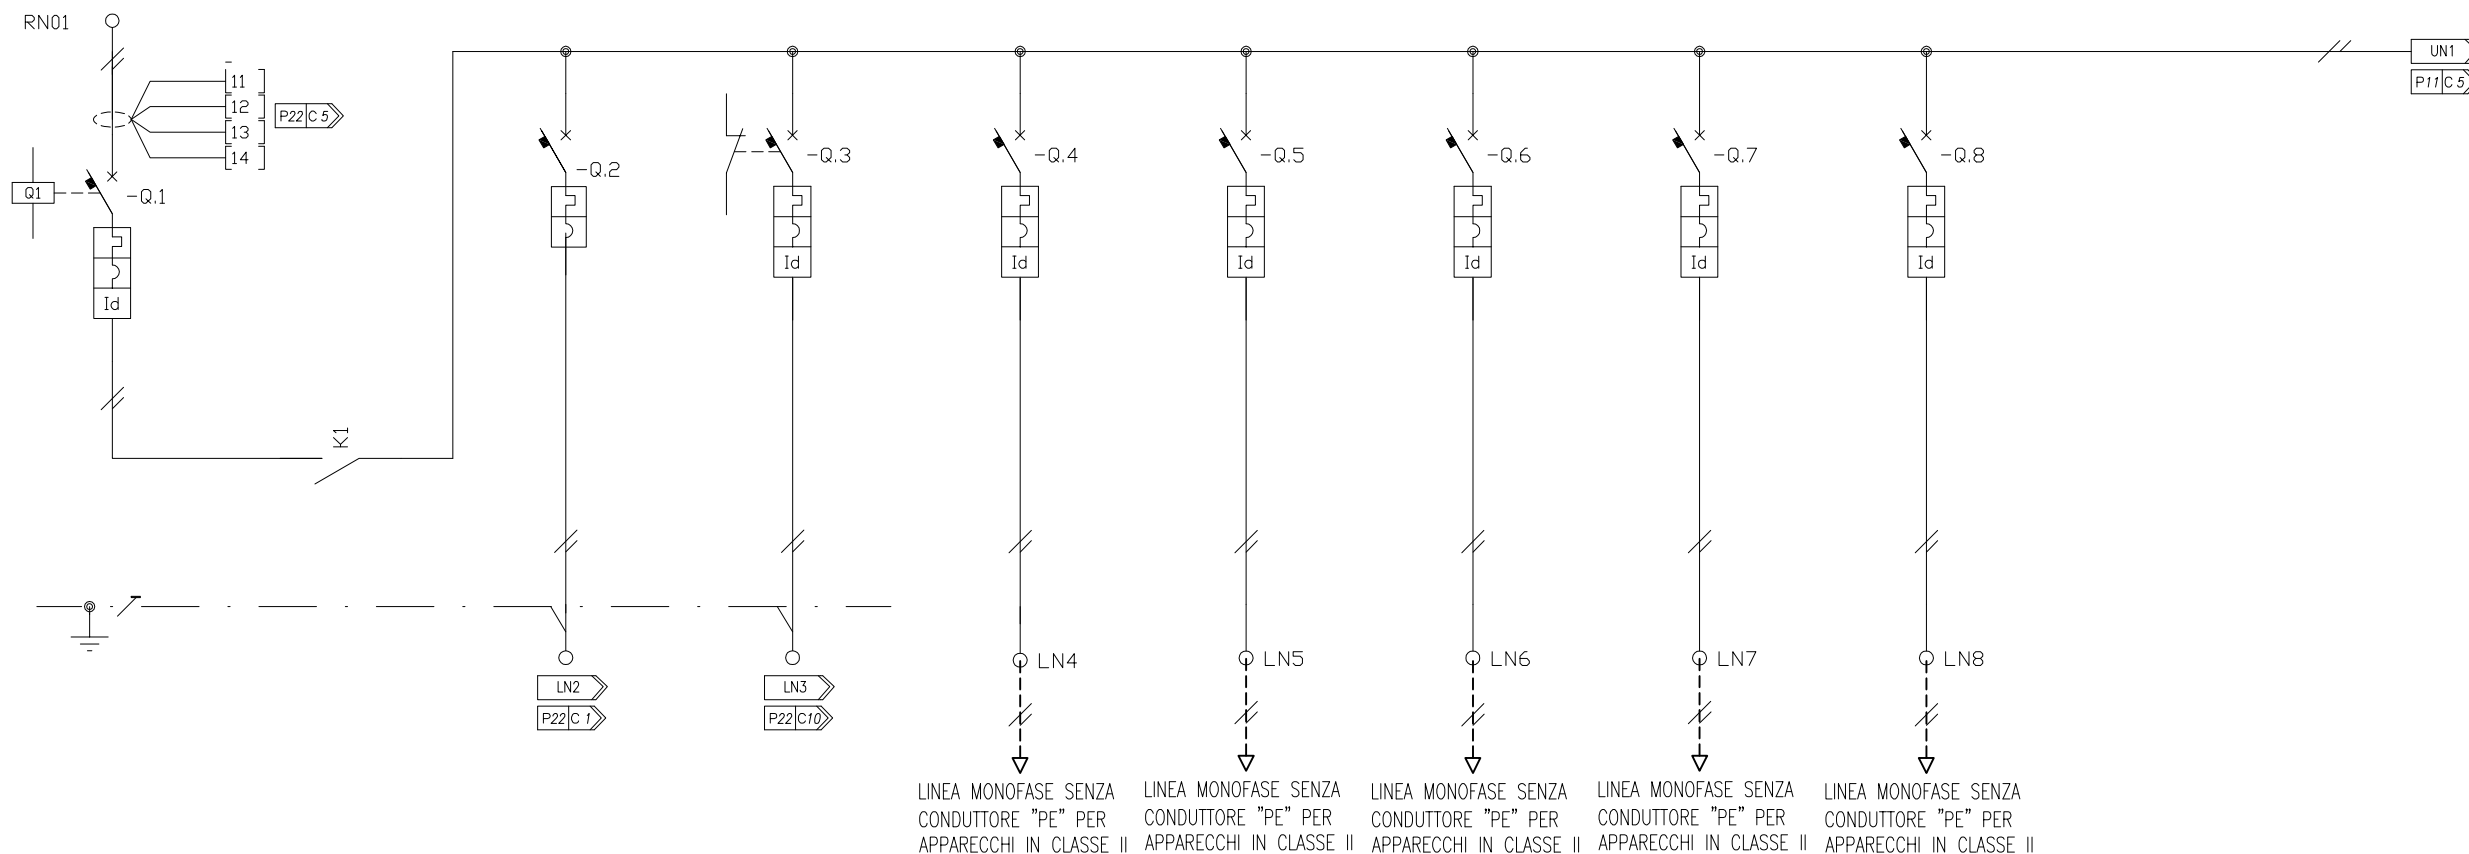 RN01
UN1
P11 C 5
11
12
13
14
P22 C 5
Q1
-Q.1
-Q.2
-Q.3
-Q.4
-Q.5
-Q.6
-Q.7
-Q.8
Id
Id
Id
Id
Id
Id
Id
K1
LN2
P22 C 1
LN3
P22 C10
LN4
LN5
LN6
LN7
LN8
LINEA MONOFASE SENZA
CONDUTTORE "PE" PER
APPARECCHI IN CLASSE II
LINEA MONOFASE SENZA
CONDUTTORE "PE" PER
APPARECCHI IN CLASSE II
LINEA MONOFASE SENZA
CONDUTTORE "PE" PER
APPARECCHI IN CLASSE II
LINEA MONOFASE SENZA
CONDUTTORE "PE" PER
APPARECCHI IN CLASSE II
LINEA MONOFASE SENZA
CONDUTTORE "PE" PER
APPARECCHI IN CLASSE II